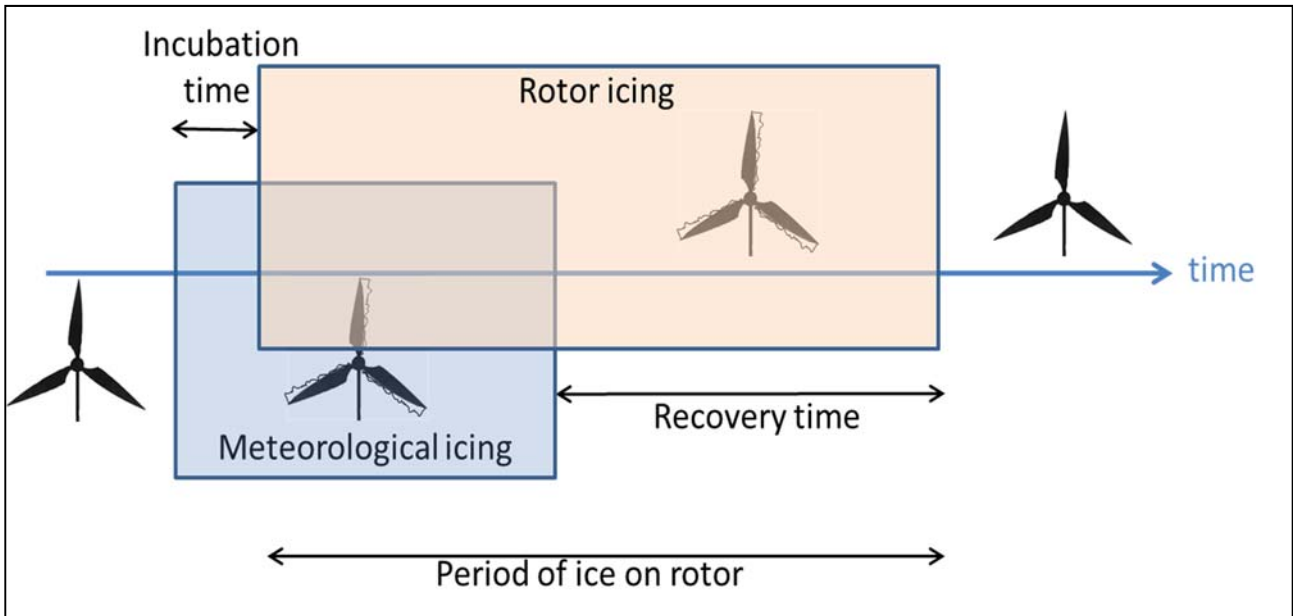 Incubation
time
Rotor icing
time
Meteorological icing
Recovery time
Period of ice on rotor